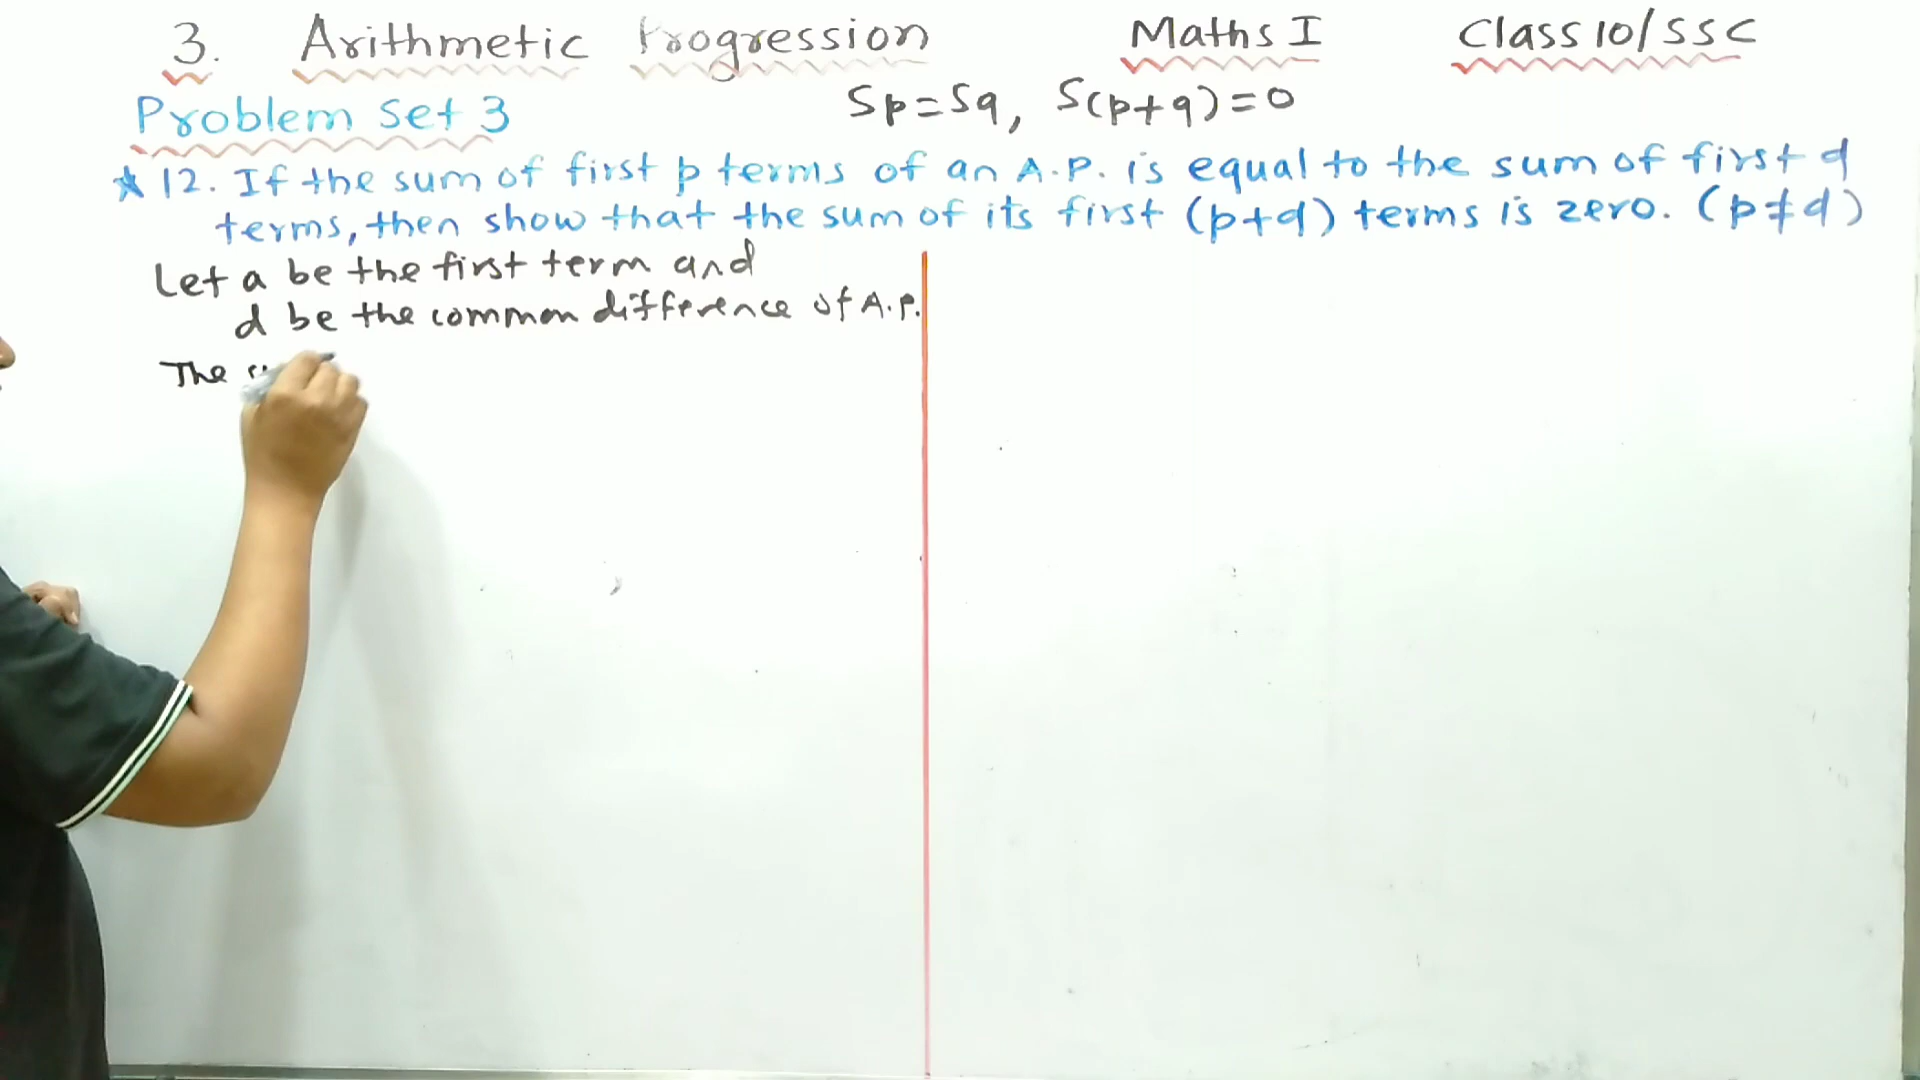 3. Arithmetic Progression Maths I Class 10/SSC
Problem Set 3 Sp=Sq, S(p+q)=0
* 12. If the sum of first p terms of an A.P. is equal to the sum of first q
terms, then show that the sum of its first (p+q) terms is zero. (p≠q)
Let a be the first term and
d be the common difference of A.P.
The